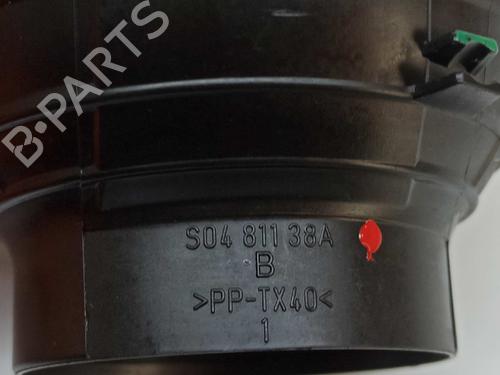 B-PARTS
S04 811 38A
B
>PP-TX40<
1